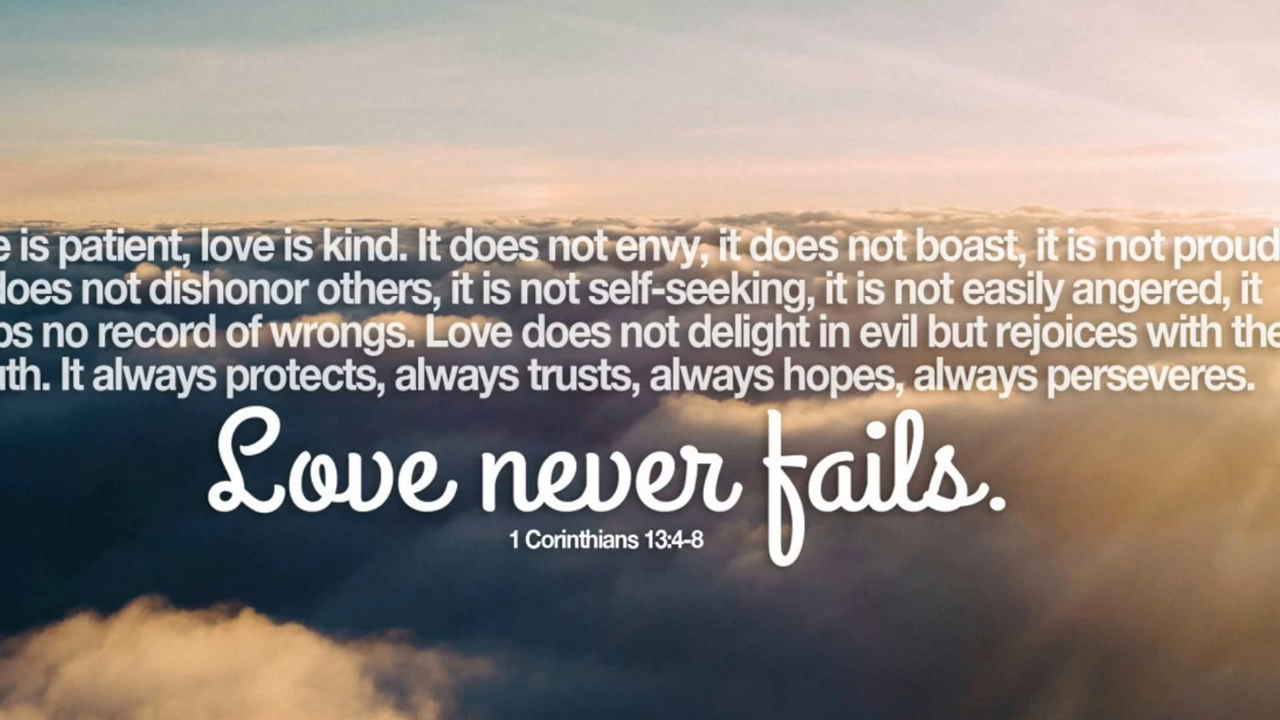 e is patient, love is kind. It does not envy, it does not boast, it is not proud
does not dishonor others, it is not self-seeking, it is not easily angered, it
ps no record of wrongs. Love does not delight in evil but rejoices with the
uth. It always protects, always trusts, always hopes, always perseveres.
Love never fails.
1 Corinthians 13:4-8